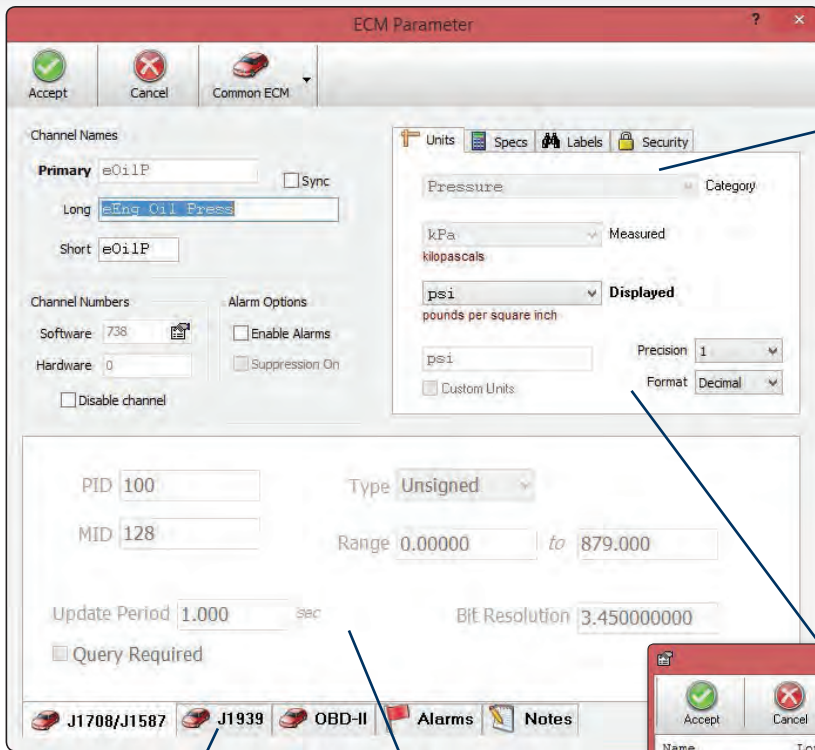 ECM Parameter
? ×
Accept Cancel Common ECM
Channel Names
Primary eOilP
Sync
Long eEng Oil Press
Short eOilP
Channel Numbers
Software 738
Hardware 0
Disable channel
Alarm Options
Enable Alarms
Suppression On
Units Specs Labels Security
Pressure Category
kPa Measured
kilopascals
psi Displayed
pounds per square inch
psi
Custom Units
Precision 1
Format Decimal
PID 100
MID 128
Type Unsigned
Range 0.00000 to 879.000
Update Period 1.000 sec
Bit Resolution 3.450000000
Query Required
J1708/J1587 J1939 OBD-II Alarms Notes
Accept Cancel
Name